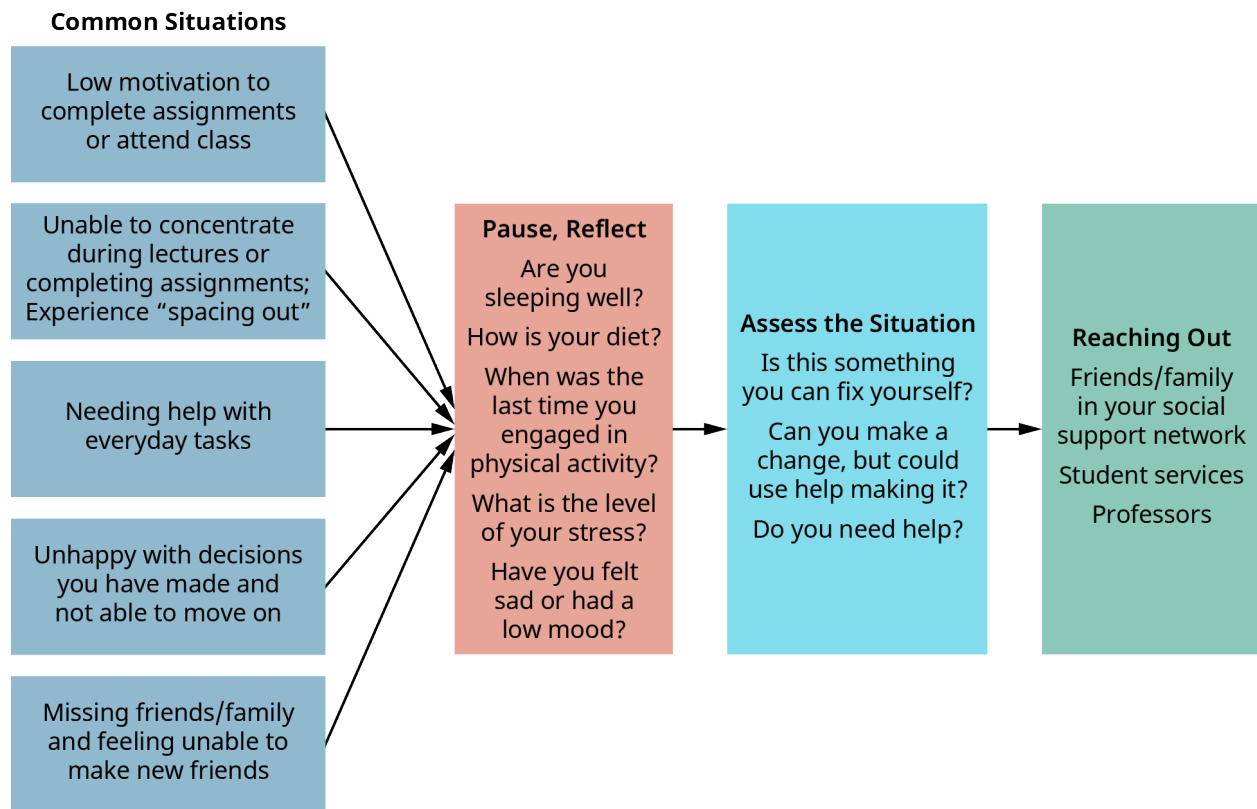 Common Situations
Low motivation to
complete assignments
or attend class
Unable to concentrate
during lectures or
completing assignments;
Experience “spacing out”
Needing help with
everyday tasks
Unhappy with decisions
you have made and
not able to move on
Missing friends/family
and feeling unable to
make new friends
Pause, Reflect
Are you
sleeping well?
How is your diet?
When was the
last time you
engaged in
physical activity?
What is the level
of your stress?
Have you felt
sad or had a
low mood?
Assess the Situation
Is this something
you can fix yourself?
Can you make a
change, but could
use help making it?
Do you need help?
Reaching Out
Friends/family
in your social
support network
Student services
Professors